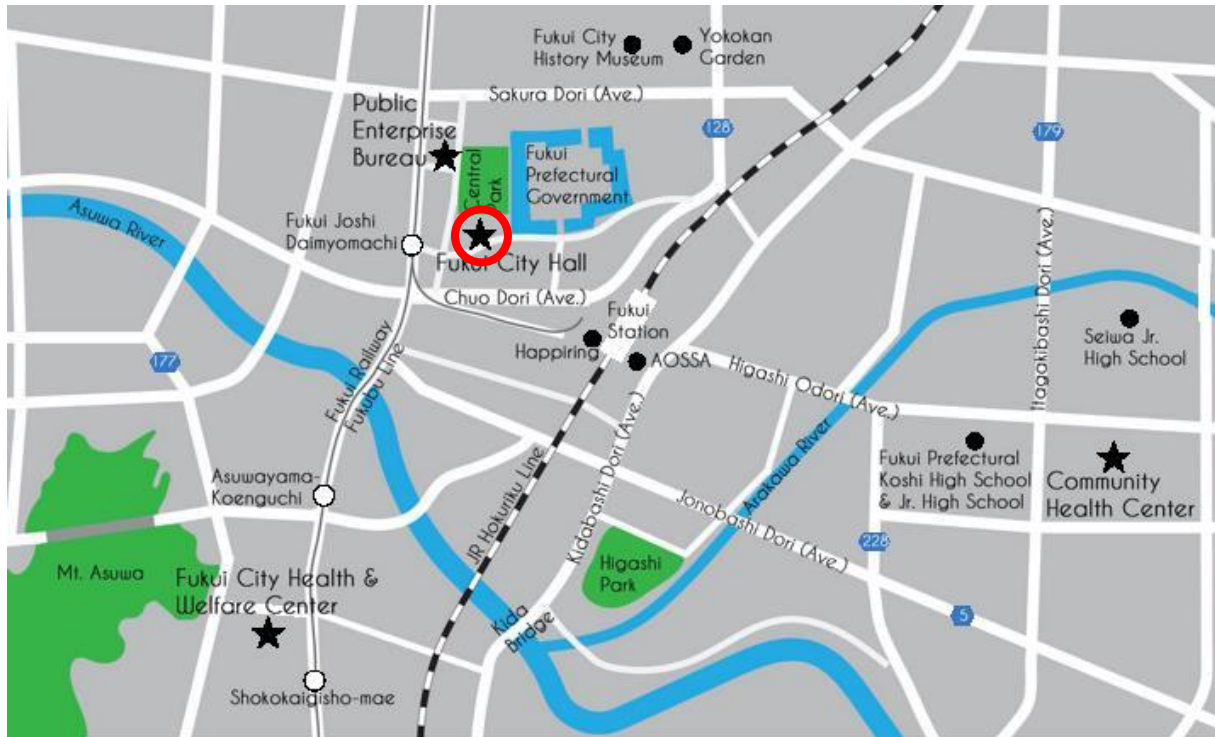 Fukui City
History Museum
Yokokan
Garden
Sakura Dori (Ave.)
Public
Enterprise
Bureau
128
179
Central
Park
Fukui
Prefectural
Government
Asuwa River
Fukui Joshi
Daimyomachi
Fukui City Hall
Chuo Dori (Ave.)
Fukui
Station
Happiring
AOSSA
Itagakibashi Dori (Ave.)
Seiwa Jr.
High School
177
Fukui Railway
Fukubu Line
Higashi Odori (Ave.)
Kidabashi Dori (Ave.)
Arakawa River
Fukui Prefectural
Koshi High School
& Jr. High School
Community
Health Center
Asuwayama-
Koenguchi
JR Hokuriku Line
Jonobashi Dori (Ave.)
228
Mt. Asuwa
Higashi
Park
Fukui City Health &
Welfare Center
Kida
Bridge
5
Shokokaigisho-mae